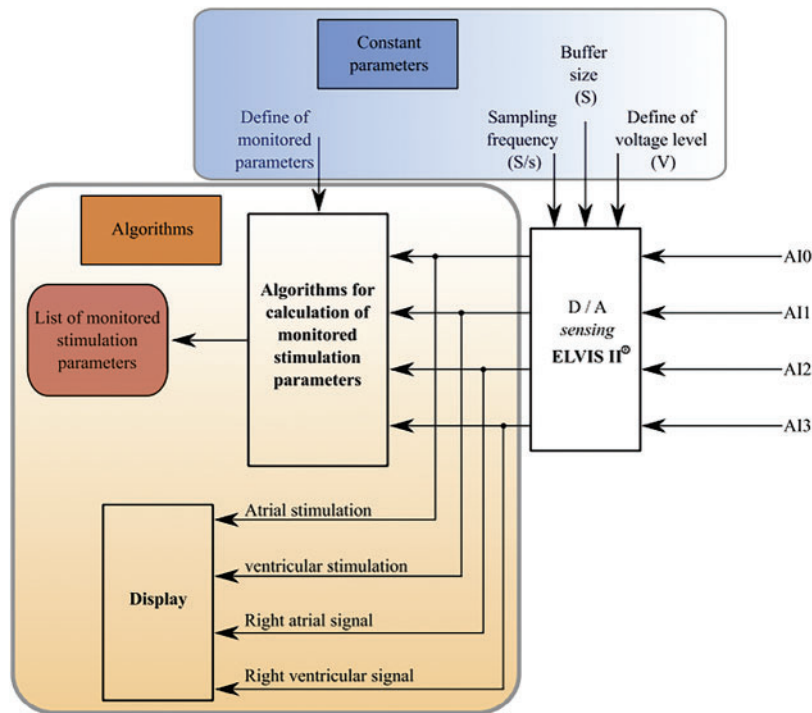 Constant
parameters
Buffer
size
(S)
Define of
monitored
parameters
Sampling
frequency
(S/s)
Define of
voltage level
(V)
Algorithms
Algorithms for
calculation of
monitored
stimulation
parameters
List of monitored
stimulation
parameters
D / A
sensing
ELVIS II®
AI0
AI1
AI2
AI3
Atrial stimulation
ventricular stimulation
Display
Right atrial signal
Right ventricular signal